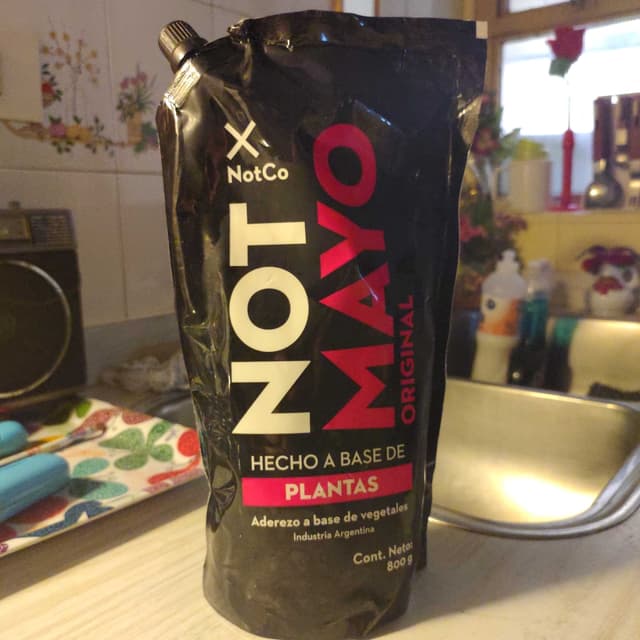 NotCo
NOT
MAYO
ORIGINAL
HECHO A BASE DE
PLANTAS
Aderezo a base de vegetales
Industria Argentina
Cont. Neto:
800 g